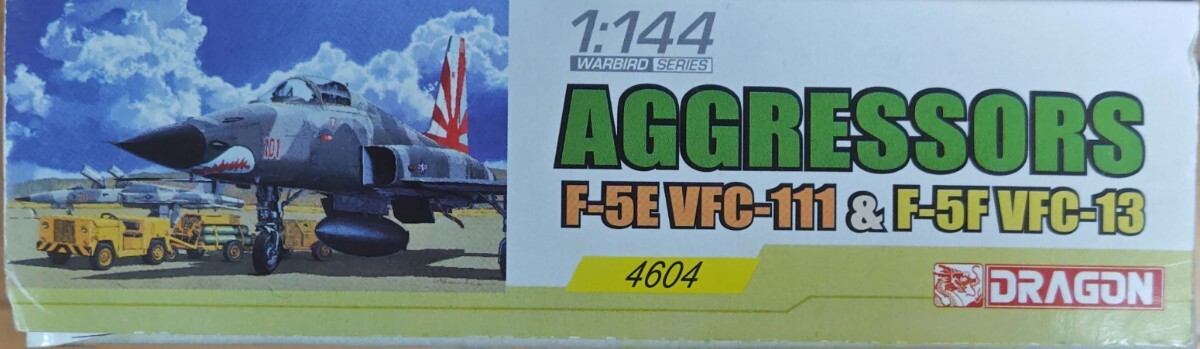 1:144
WARBIRD SERIES
AGGRESSORS
F-5E VFC-111 & F-5F VFC-13
4604
DRAGON
101